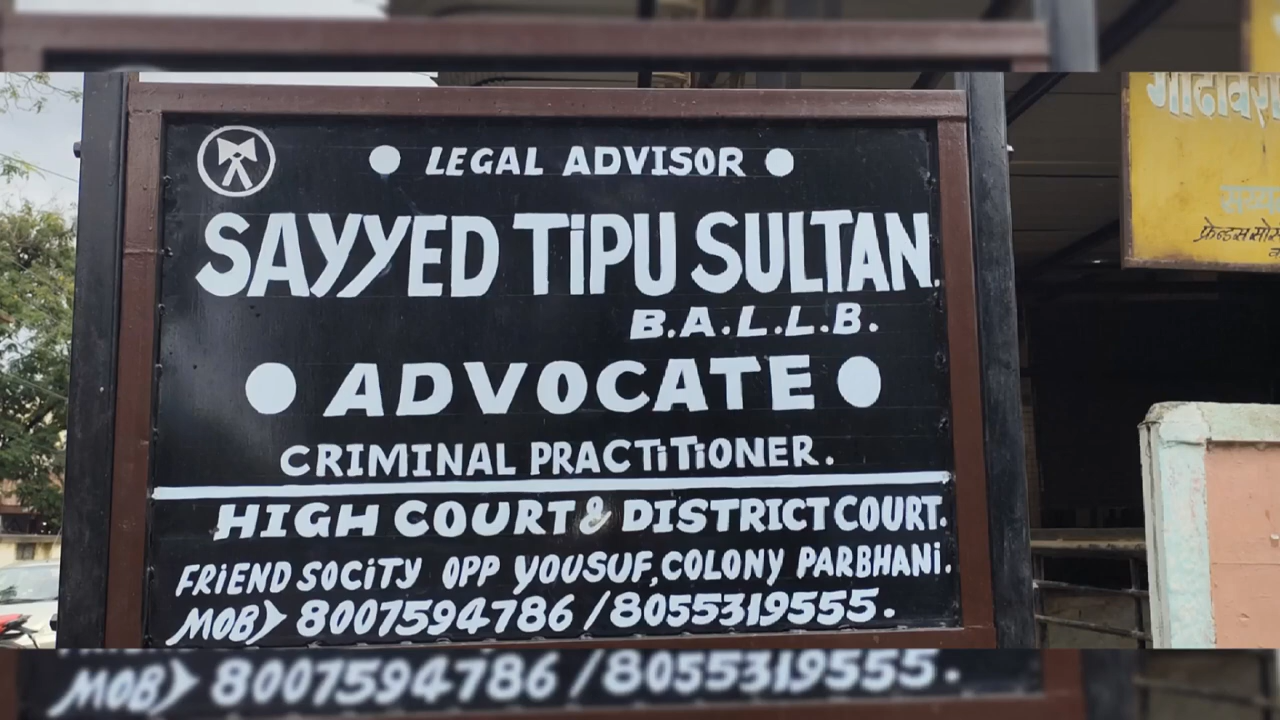 LEGAL ADVISOR
SAYYED TiPU SULTAN.
B.A.L.L.B.
ADVOCATE
CRIMINAL PRACTiTiONER.
HIGH COURT & DISTRICT COURT.
FRiEND SOCiTY OPP YOUSUF, COLONY PARBHANi.
MOB> 8007594786 / 8055319555.
MOB> 8007594786 / 8055319555.